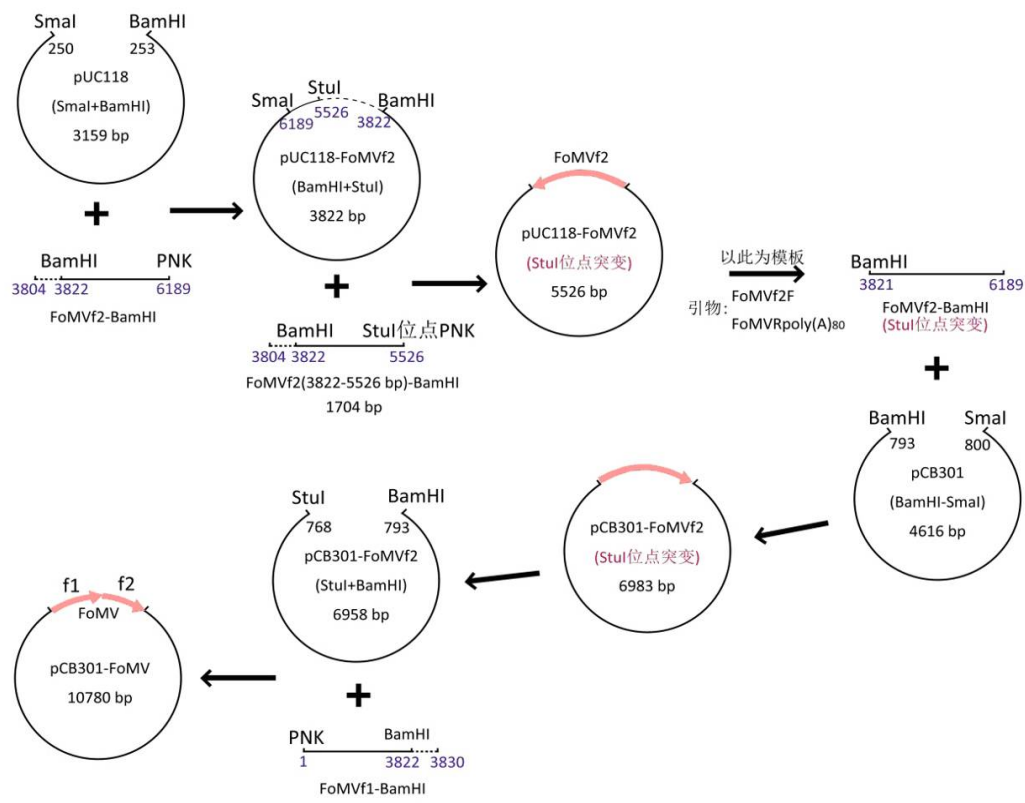 SmaI BamHI
250 253
pUC118
(SmaI+BamHI)
3159 bp
BamHI PNK
3804 3822 6189
FoMVf2-BamHI
StuI
SmaI 5526 BamHI
6189 3822
pUC118-FoMVf2
(BamHI+StuI)
3822 bp
BamHI StuI位点PNK
3804 3822 5526
FoMVf2(3822-5526 bp)-BamHI
1704 bp
FoMVf2
pUC118-FoMVf2
(StuI位点突变)
5526 bp
以此为模板
引物: FoMVf2F
FoMVRpoly(A)80
BamHI
3821 6189
FoMVf2-BamHI
(StuI位点突变)
BamHI SmaI
793 800
pCB301
(BamHI-SmaI)
4616 bp
pCB301-FoMVf2
(StuI位点突变)
6983 bp
StuI BamHI
768 793
pCB301-FoMVf2
(StuI+BamHI)
6958 bp
PNK BamHI
1 3822 3830
FoMVf1-BamHI
f1 f2
FoMV
pCB301-FoMV
10780 bp